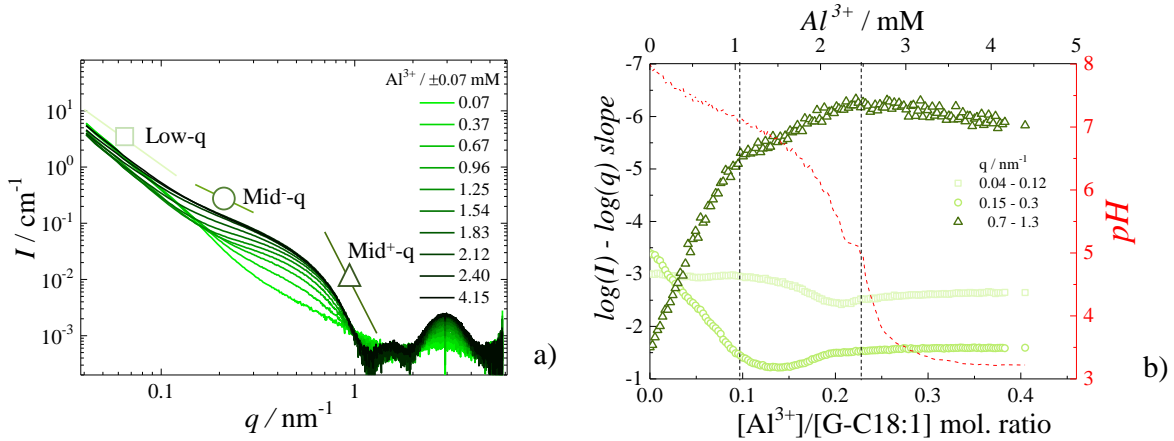 I / cm⁻¹
10¹
10⁰
10⁻¹
10⁻²
10⁻³
Low-q
Mid⁻-q
Mid⁺-q
Al³⁺ / ±0.07 mM
0.07
0.37
0.67
0.96
1.25
1.54
1.83
2.12
2.40
4.15
0.1
1
q / nm⁻¹
a)
Al³⁺ / mM
0
1
2
3
4
5
log(I) - log(q) slope
-7
-6
-5
-4
-3
-2
-1
q / nm⁻¹
0.04 - 0.12
0.15 - 0.3
0.7 - 1.3
8
7
6
5
4
3
pH
0.0
0.1
0.2
0.3
0.4
[Al³⁺]/[G-C18:1] mol. ratio
b)